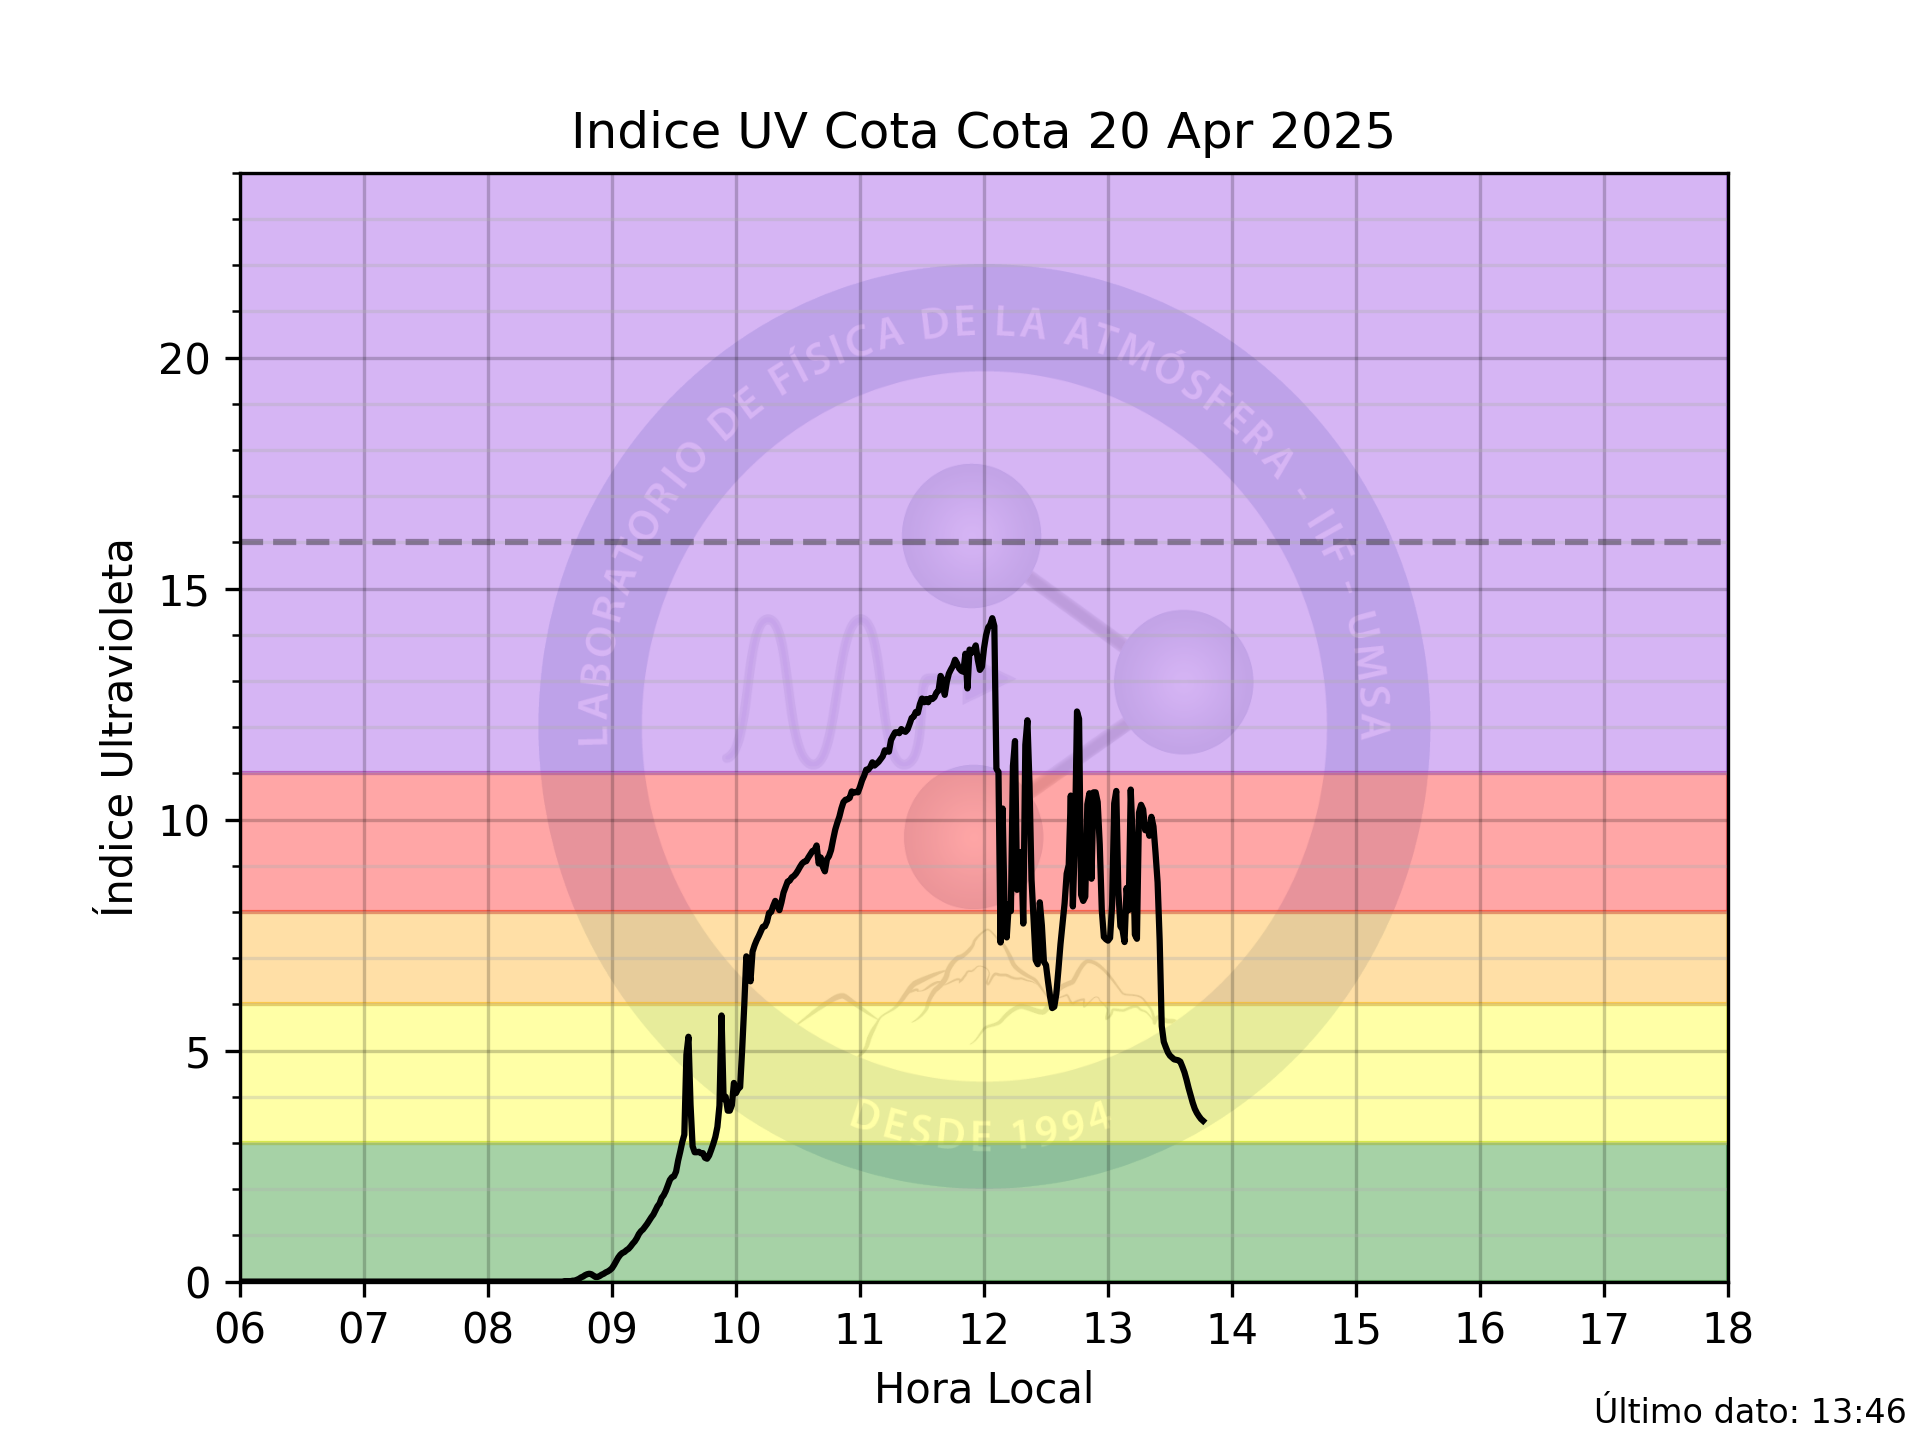 Indice UV Cota Cota 20 Apr 2025
LABORATORIO DE FÍSICA DE LA ATMÓSFERA - IIF - UMSA
DESDE 1994
Índice Ultravioleta
20
15
10
5
0
06 07 08 09 10 11 12 13 14 15 16 17 18
Hora Local
Último dato: 13:46